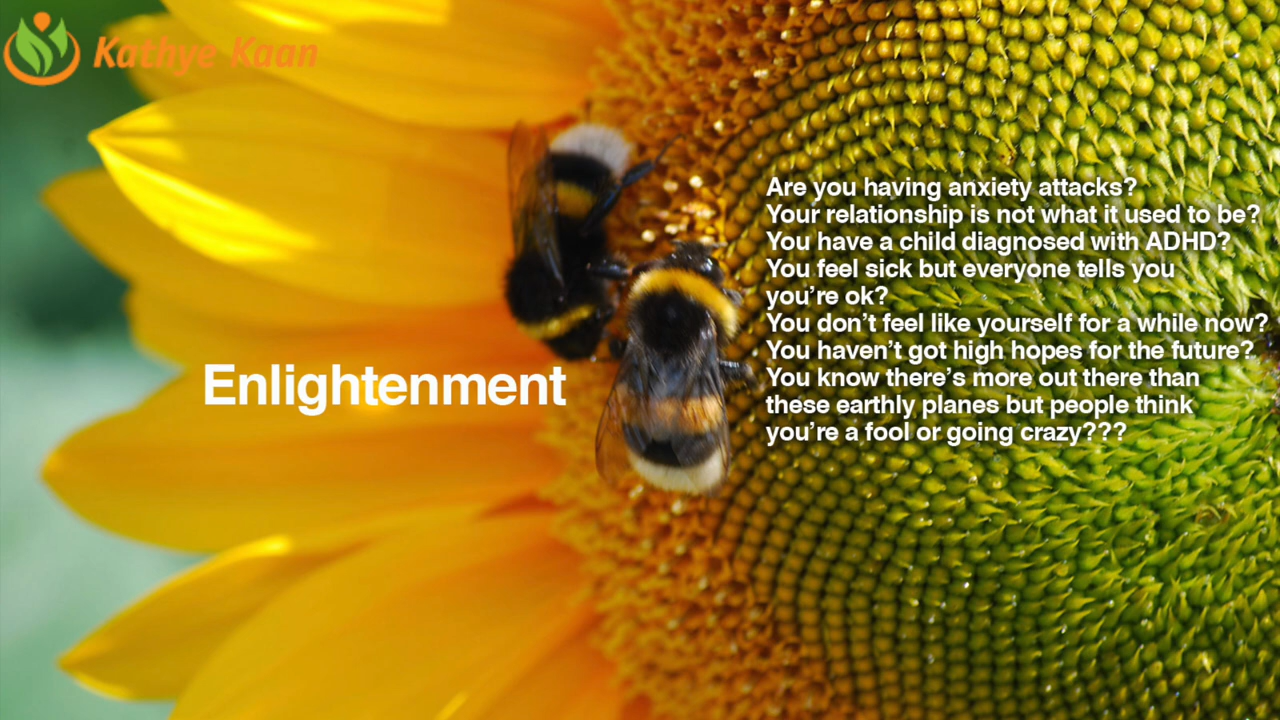 Kathye Kaan
Are you having anxiety attacks?
Your relationship is not what it used to be?
You have a child diagnosed with ADHD?
You feel sick but everyone tells you
you’re ok?
You don’t feel like yourself for a while now?
You haven’t got high hopes for the future?
You know there’s more out there than
these earthly planes but people think
you’re a fool or going crazy???
Enlightenment